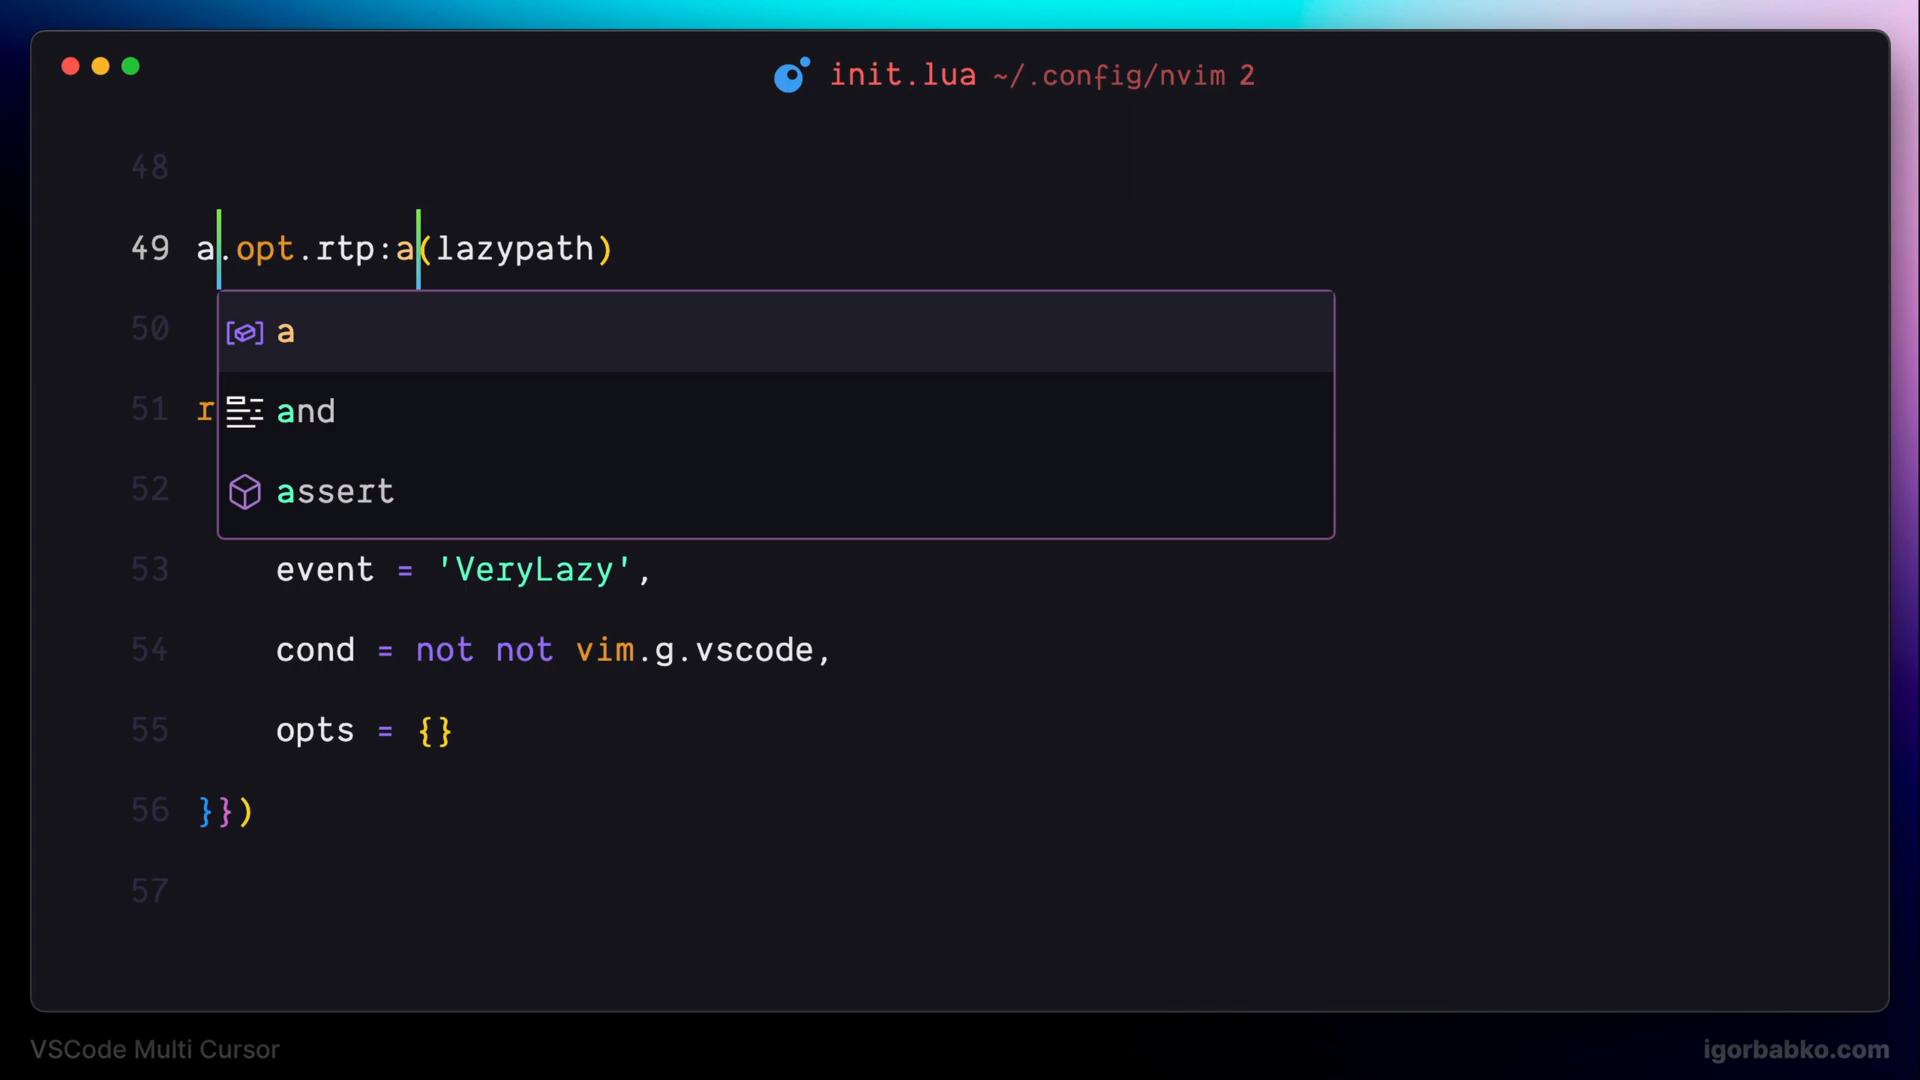 init.lua ~/.config/nvim 2
48
49 a.opt.rtp:a(lazypath)
50
a
51 r
and
52
assert
53 event = 'VeryLazy',
54 cond = not not vim.g.vscode,
55 opts = {}
56 }})
57
VSCode Multi Cursor
igorbabko.com